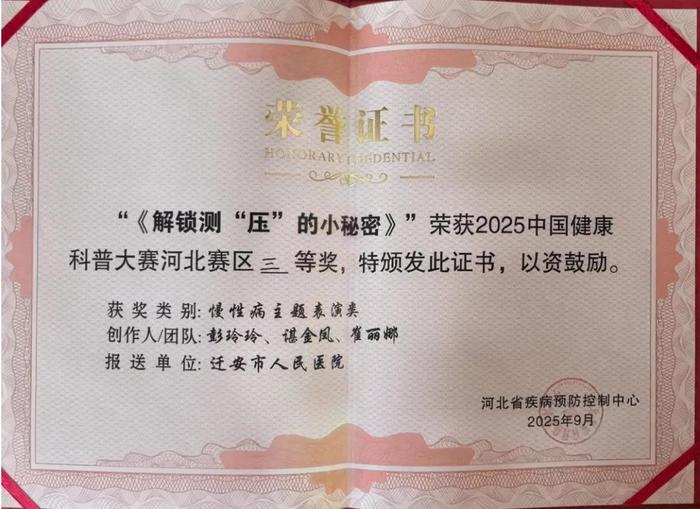 荣誉证书
HONORARY CREDENTIAL
“《解锁测“压”的小秘密》”荣获2025中国健康
科普大赛河北赛区 三 等奖,特颁发此证书,以资鼓励。
获奖类别:慢性病主题表演类
创作人/团队:彭玲玲、谌金凤、崔丽娜
报送单位:迁安市人民医院
河北省疾病预防控制中心
2025年9月